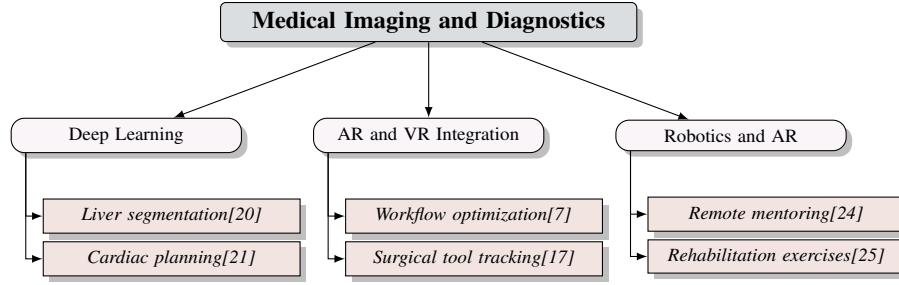 Medical Imaging and Diagnostics
Deep Learning
AR and VR Integration
Robotics and AR
Liver segmentation[20]
Workflow optimization[7]
Remote mentoring[24]
Cardiac planning[21]
Surgical tool tracking[17]
Rehabilitation exercises[25]